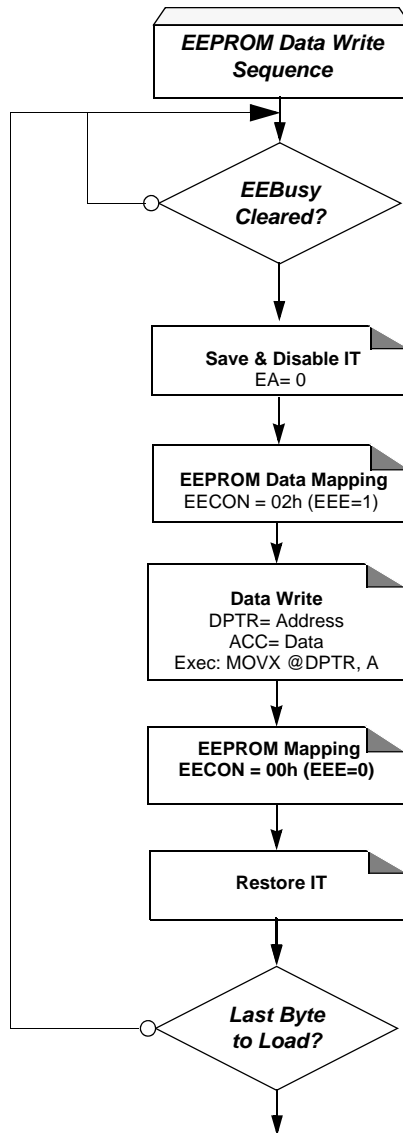 EEPROM Data Write
Sequence
EEBusy
Cleared?
Save & Disable IT
EA= 0
EEPROM Data Mapping
EECON = 02h (EEE=1)
Data Write
DPTR= Address
ACC= Data
Exec: MOVX @DPTR, A
EEPROM Mapping
EECON = 00h (EEE=0)
Restore IT
Last Byte
to Load?